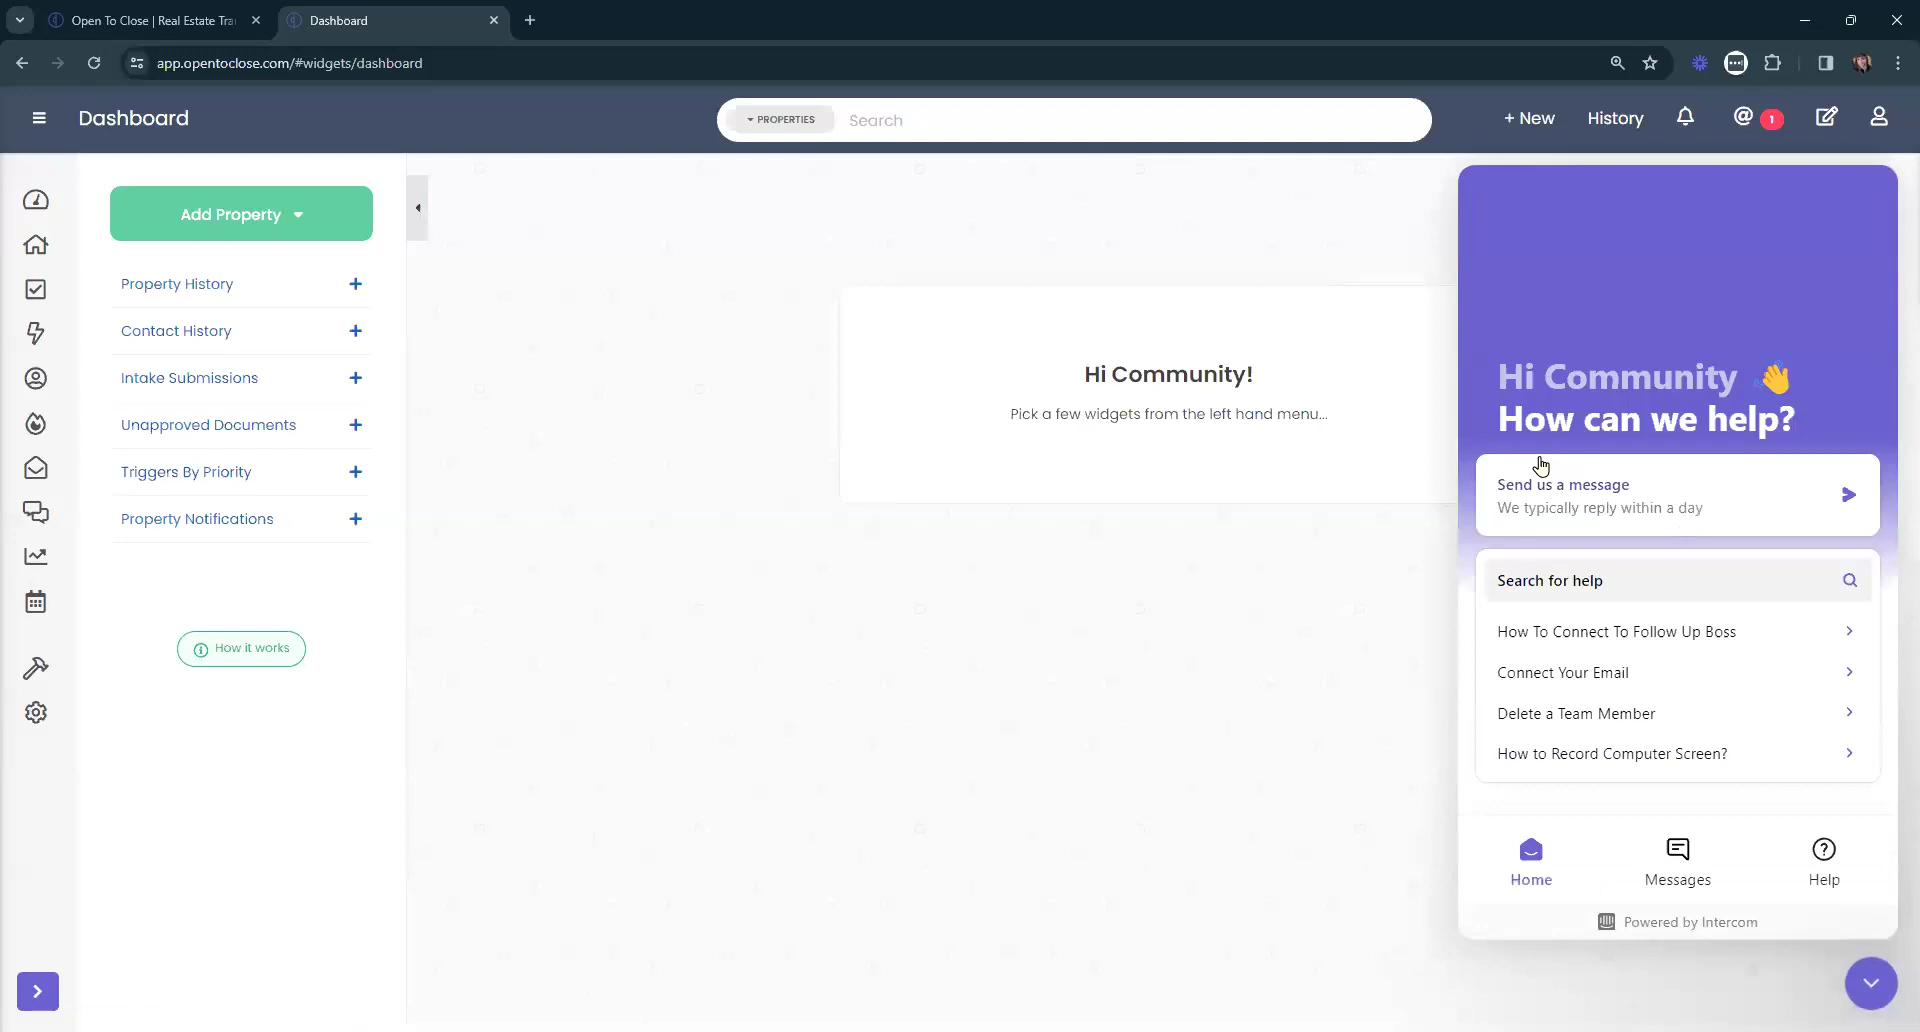 Open To Close | Real Estate Tra
Dashboard
app.opentoclose.com/#widgets/dashboard
Dashboard
PROPERTIES
Search
+ New
History
@ 1
Add Property
Property History
Contact History
Intake Submissions
Unapproved Documents
Triggers By Priority
Property Notifications
How it works
Hi Community!
Pick a few widgets from the left hand menu...
Hi Community 👋
How can we help?
Send us a message
We typically reply within a day
Search for help
How To Connect To Follow Up Boss
Connect Your Email
Delete a Team Member
How to Record Computer Screen?
Home
Messages
Help
Powered by Intercom